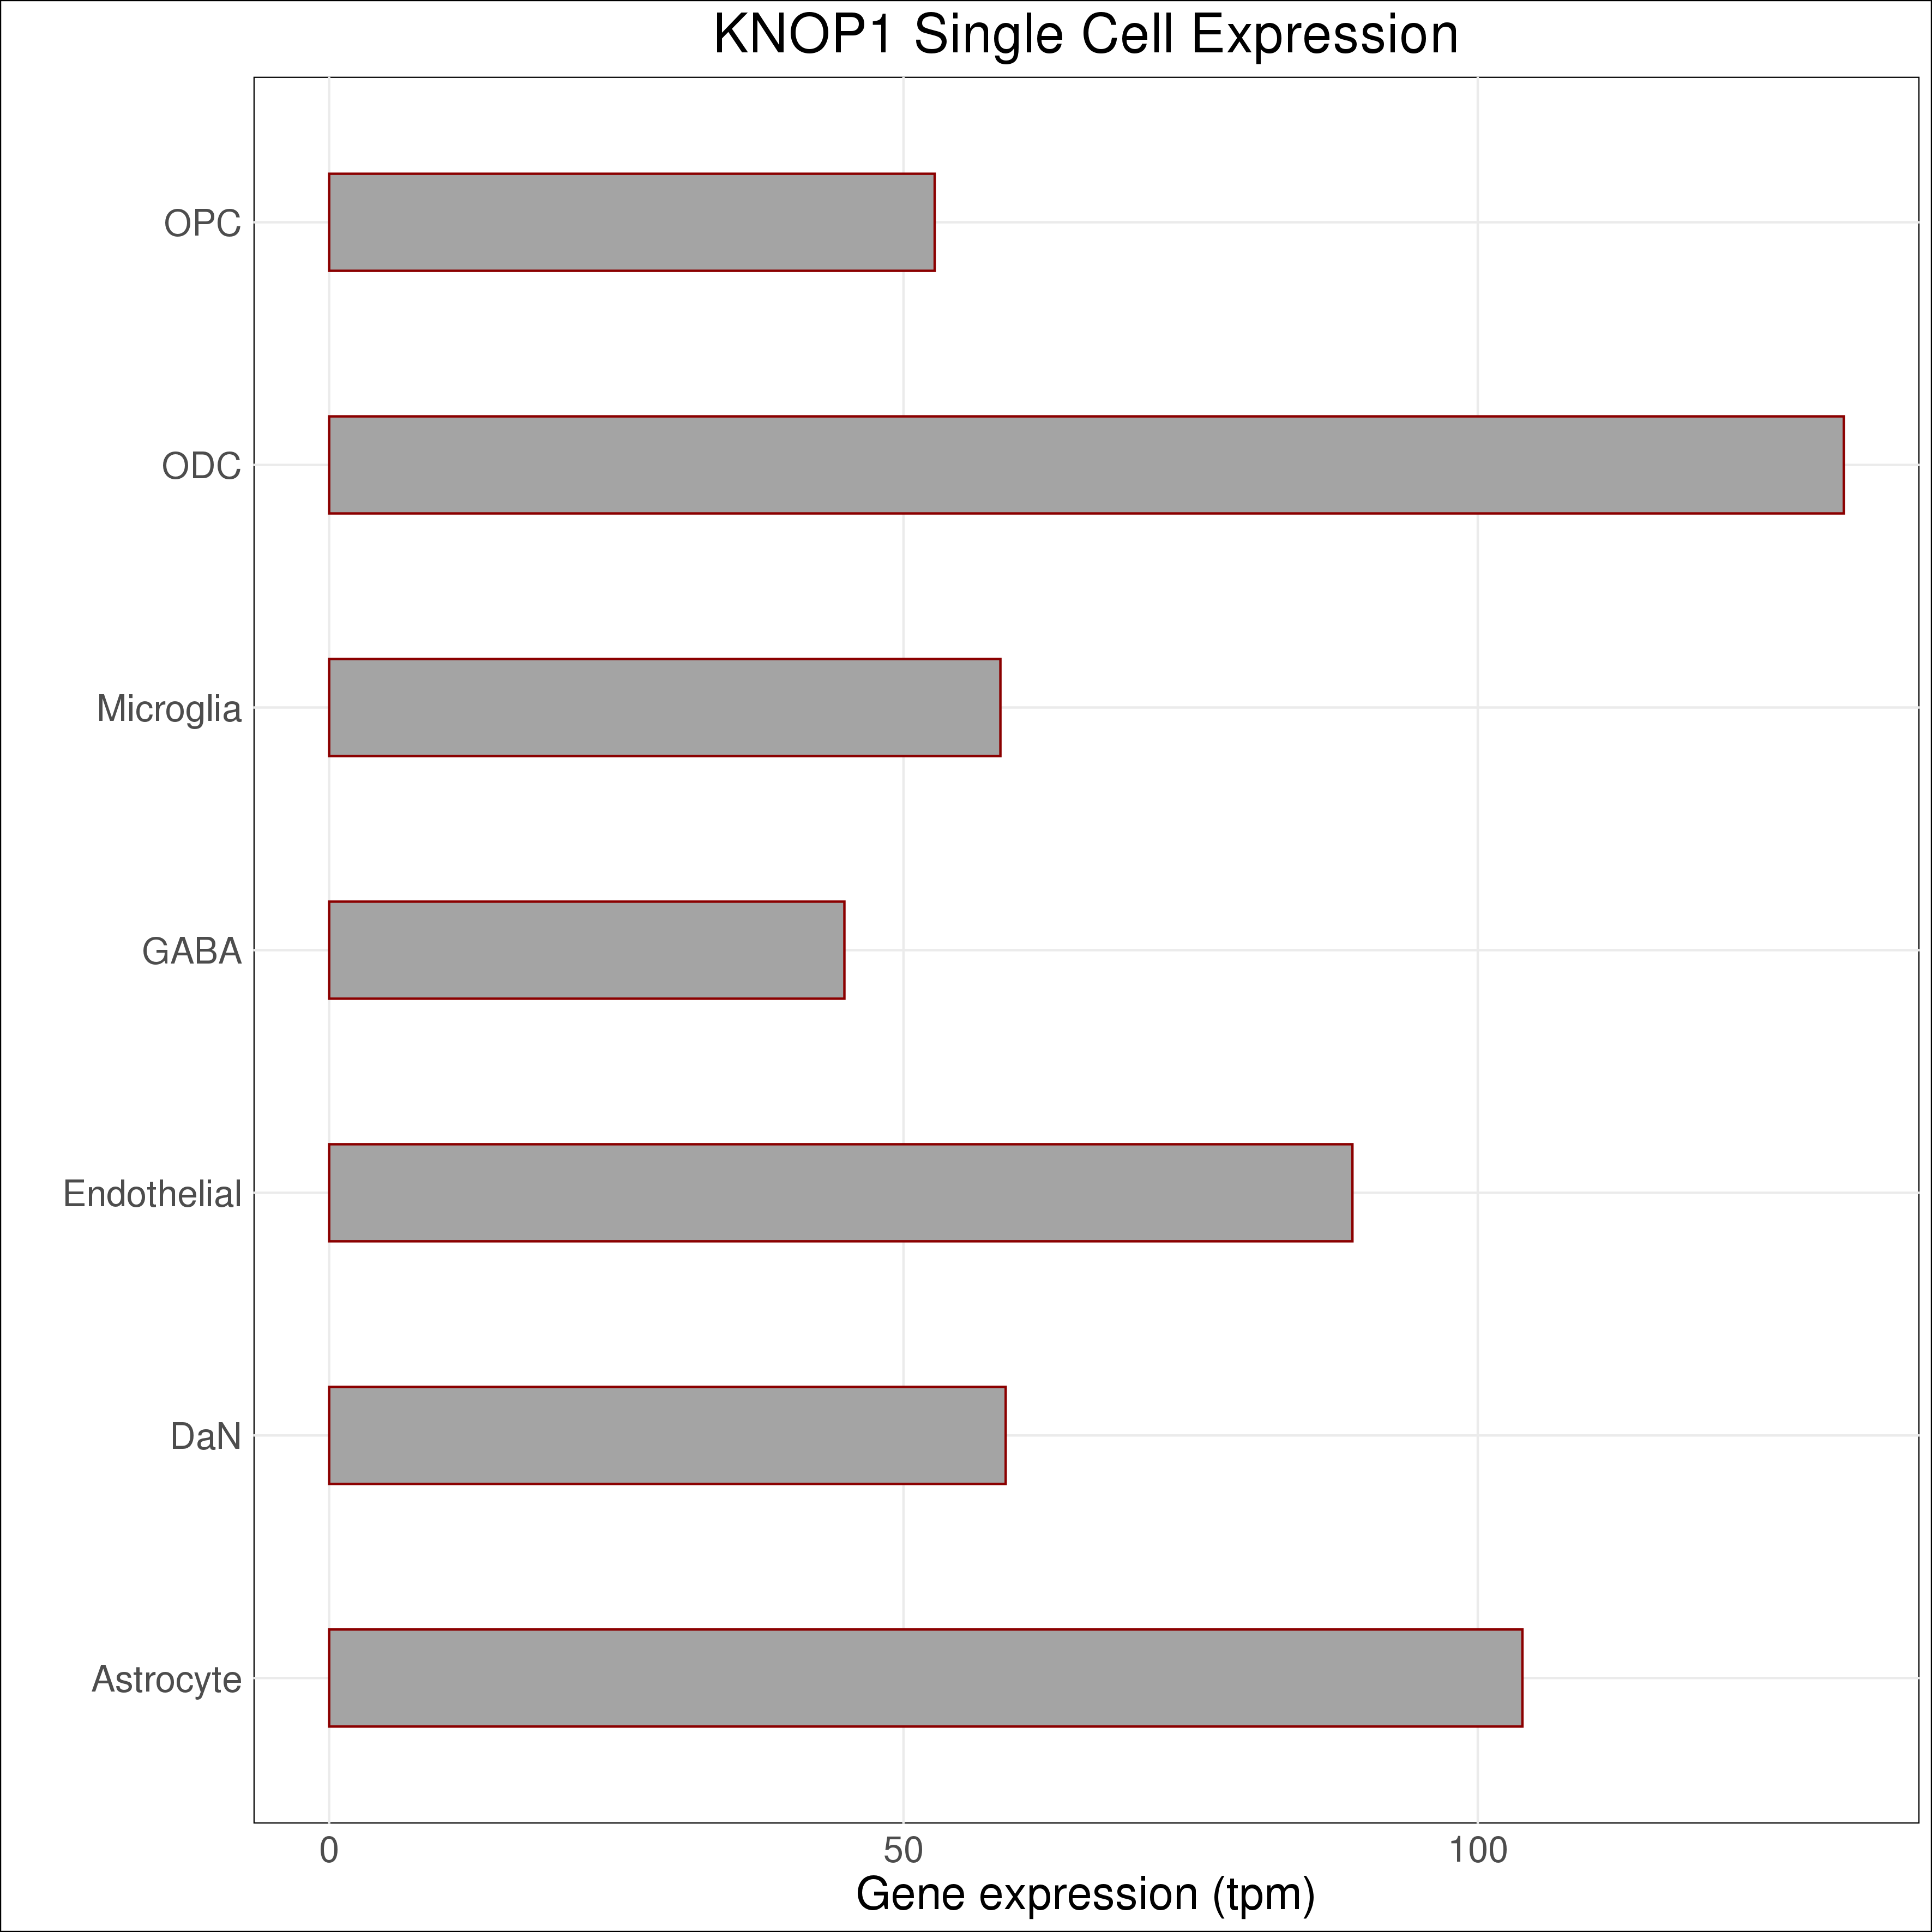 KNOP1 Single Cell Expression
OPC
ODC
Microglia
GABA
Endothelial
DaN
Astrocyte
0 50 100
Gene expression (tpm)